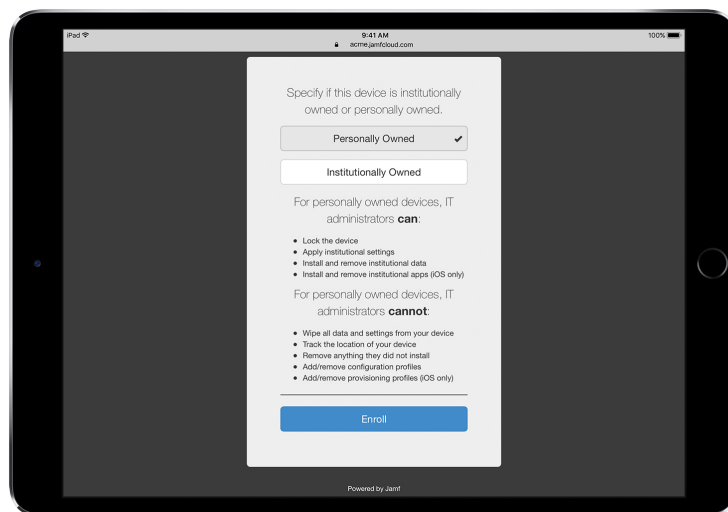 iPad
9:41 AM
100%
acme.jamfcloud.com
Specify if this device is institutionally
owned or personally owned.
Personally Owned
Institutionally Owned
For personally owned devices, IT
administrators can:
• Lock the device
• Apply institutional settings
• Install and remove institutional data
• Install and remove institutional apps (iOS only)
For personally owned devices, IT
administrators cannot:
• Wipe all data and settings from your device
• Track the location of your device
• Remove anything they did not install
• Add/remove configuration profiles
• Add/remove provisioning profiles (iOS only)
Enroll
Powered by Jamf